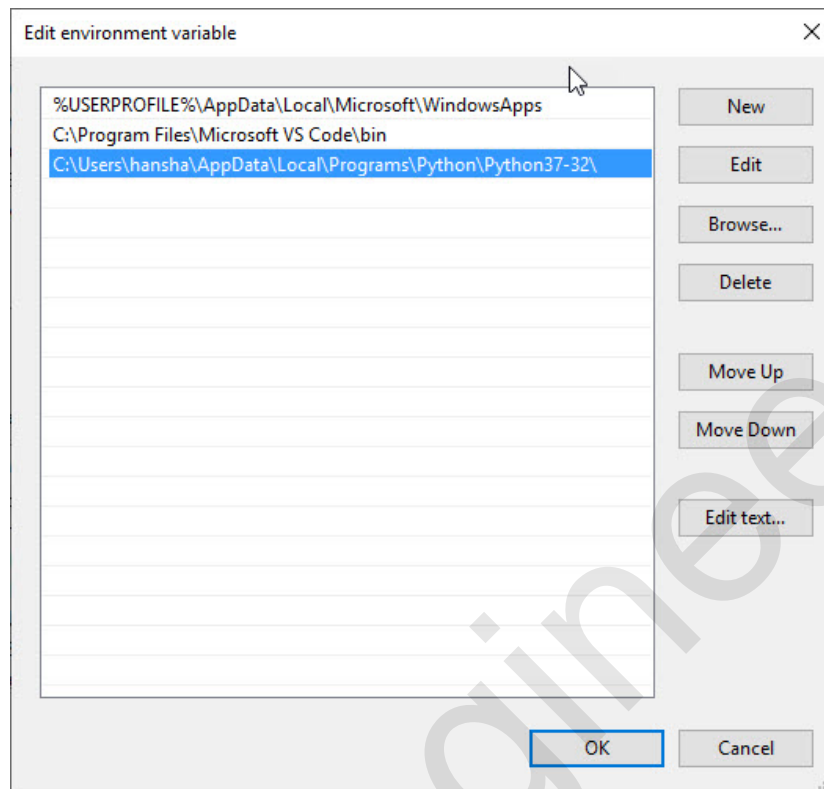 Edit environment variable
%USERPROFILE%\AppData\Local\Microsoft\WindowsApps
C:\Program Files\Microsoft VS Code\bin
C:\Users\hansha\AppData\Local\Programs\Python\Python37-32\
New
Edit
Browse...
Delete
Move Up
Move Down
Edit text...
OK
Cancel